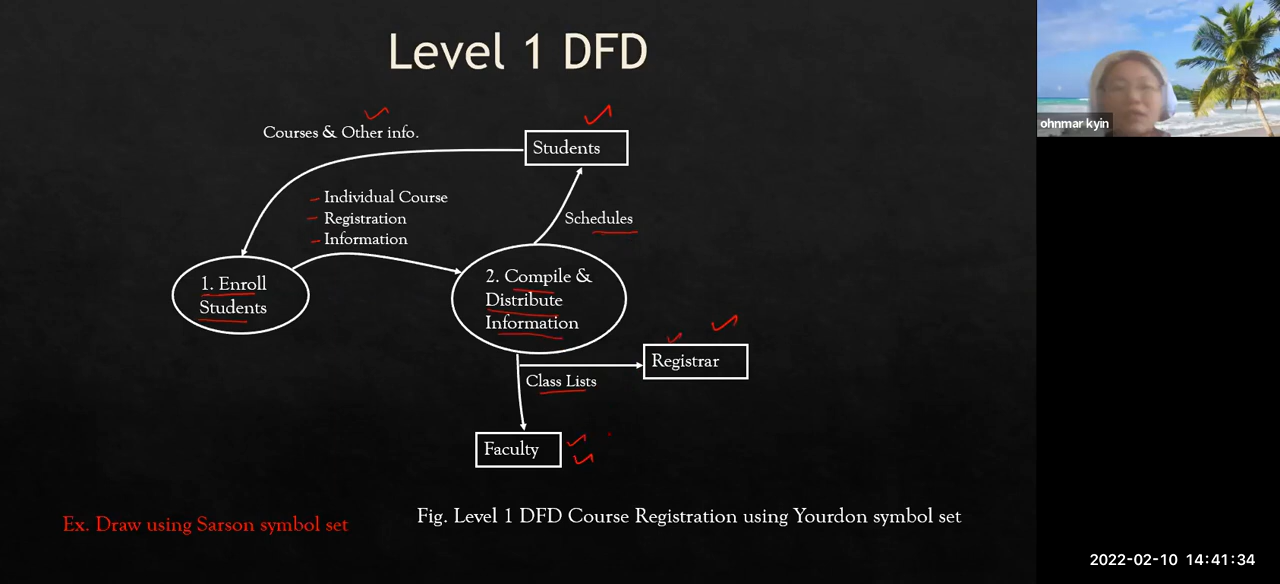 Level 1 DFD
ohnmar kyin
Courses & Other info.
Students
Individual Course
Registration
Information
Schedules
1. Enroll
Students
2. Compile &
Distribute
Information
Registrar
Class Lists
Faculty
Ex. Draw using Sarson symbol set
Fig. Level 1 DFD Course Registration using Yourdon symbol set
2022-02-10 14:41:34